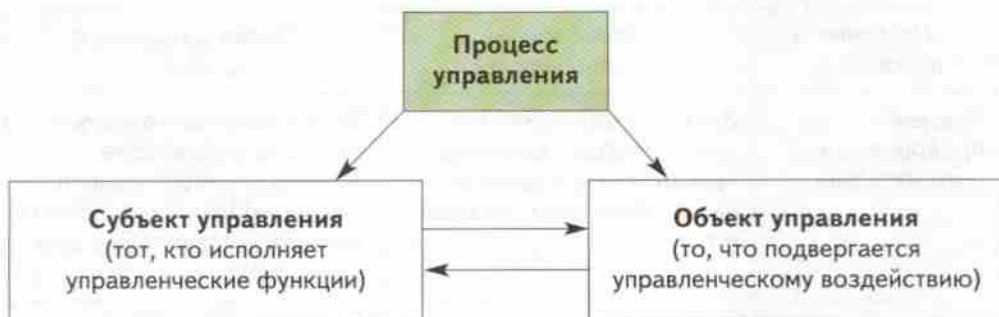 Процесс
управления
Субъект управления
(тот, кто исполняет
управленческие функции)
Объект управления
(то, что подвергается
управленческому воздействию)